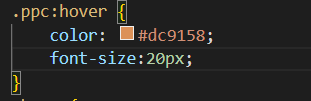 .ppc:hover {
color: #dc9158;
font-size:20px;
}